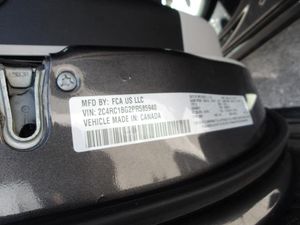 MFD BY: FCA US LLC
VIN: 2C4RC1BG2PR585940
VEHICLE MADE IN: CANADA